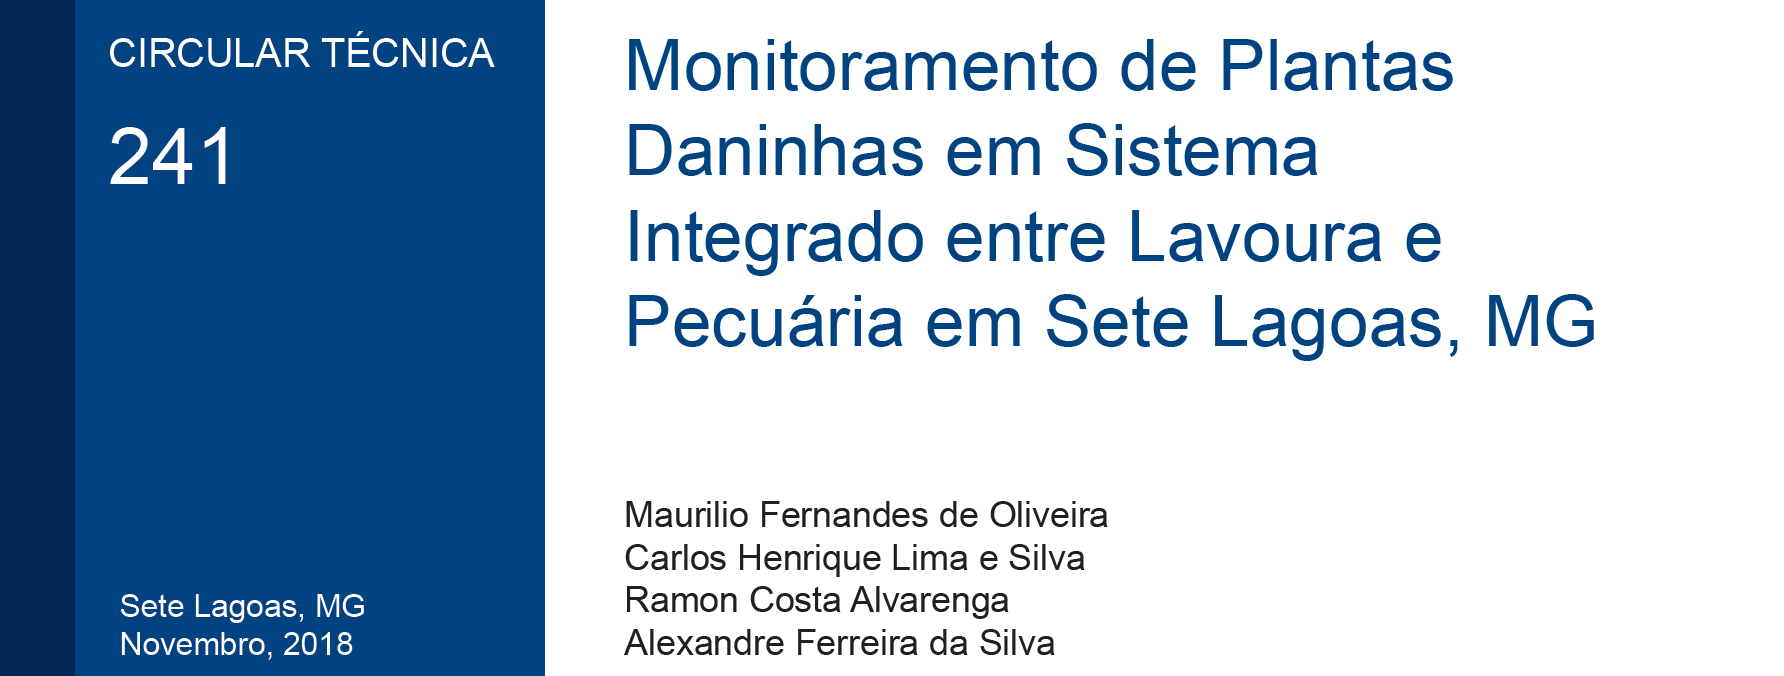 CIRCULAR TÉCNICA
241
Sete Lagoas, MG
Novembro, 2018
Monitoramento de Plantas
Daninhas em Sistema
Integrado entre Lavoura e
Pecuária em Sete Lagoas, MG
Maurilio Fernandes de Oliveira
Carlos Henrique Lima e Silva
Ramon Costa Alvarenga
Alexandre Ferreira da Silva